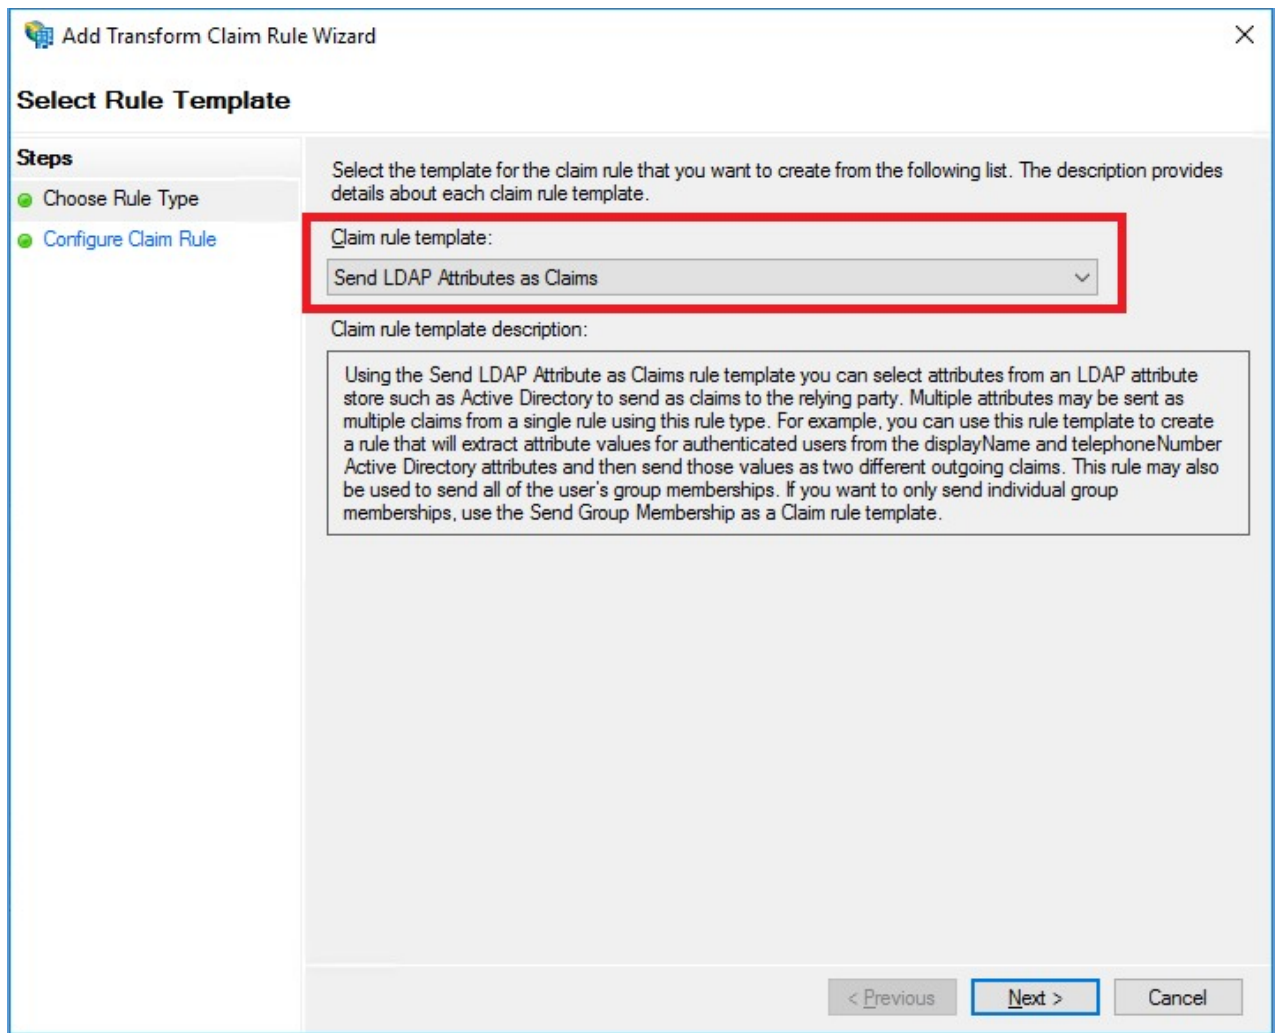 Add Transform Claim Rule Wizard
Select Rule Template
Steps
Choose Rule Type
Configure Claim Rule
Select the template for the claim rule that you want to create from the following list. The description provides
details about each claim rule template.
Claim rule template:
Send LDAP Attributes as Claims
Claim rule template description:
Using the Send LDAP Attribute as Claims rule template you can select attributes from an LDAP attribute
store such as Active Directory to send as claims to the relying party. Multiple attributes may be sent as
multiple claims from a single rule using this rule type. For example, you can use this rule template to create
a rule that will extract attribute values for authenticated users from the displayName and telephoneNumber
Active Directory attributes and then send those values as two different outgoing claims. This rule may also
be used to send all of the user's group memberships. If you want to only send individual group
memberships, use the Send Group Membership as a Claim rule template.
< Previous
Next >
Cancel